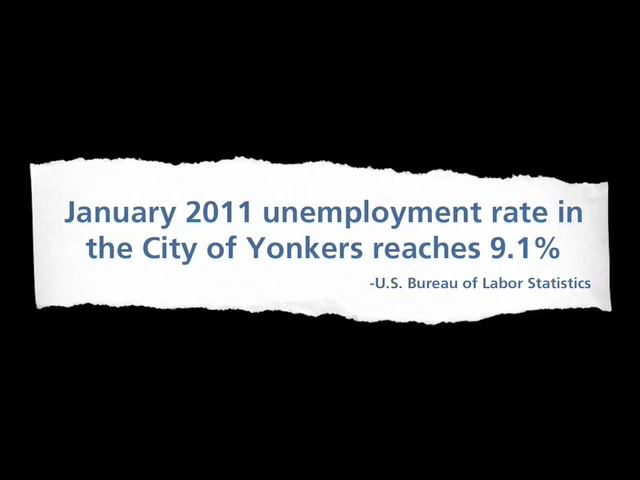 January 2011 unemployment rate in
the City of Yonkers reaches 9.1%
-U.S. Bureau of Labor Statistics